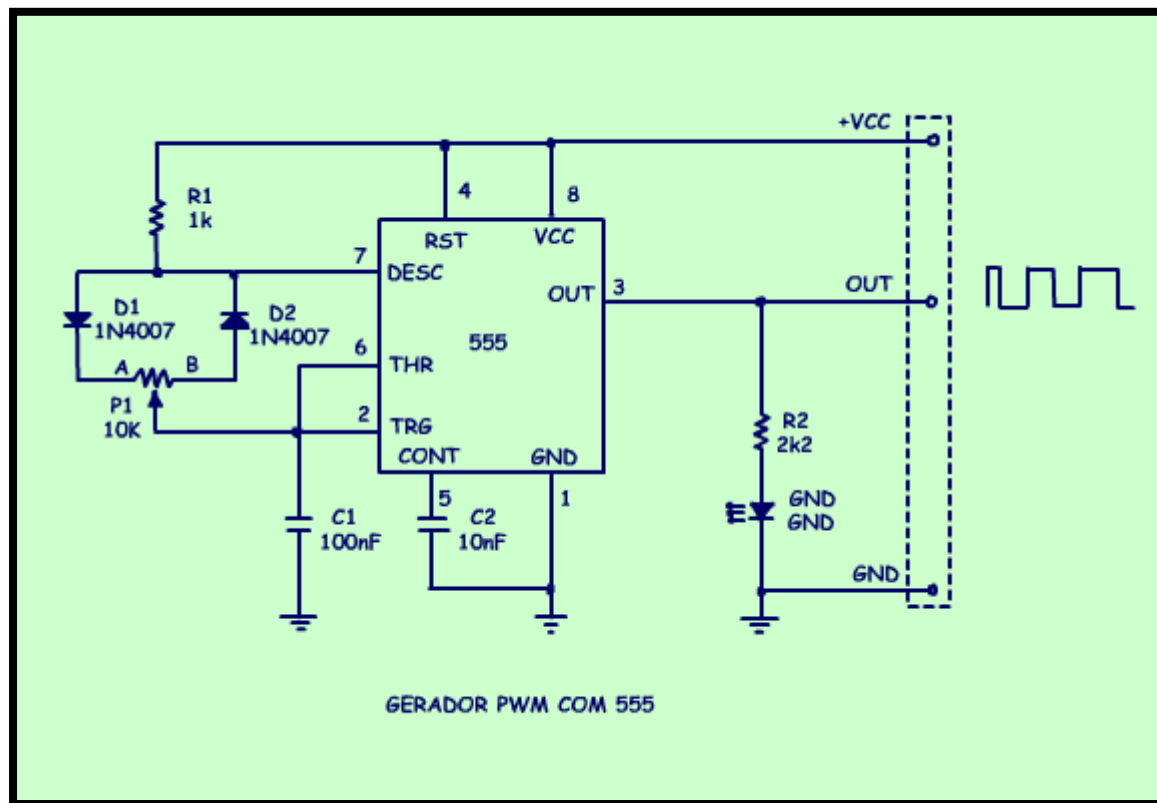 +VCC
R1
1k
4
8
RST
VCC
7
DESC
OUT
3
OUT
D1
1N4007
D2
1N4007
555
6
THR
A
B
P1
10K
2
TRG
CONT
GND
R2
2k2
5
1
C1
100nF
C2
10nF
GND
GND
GND
GERADOR PWM COM 555